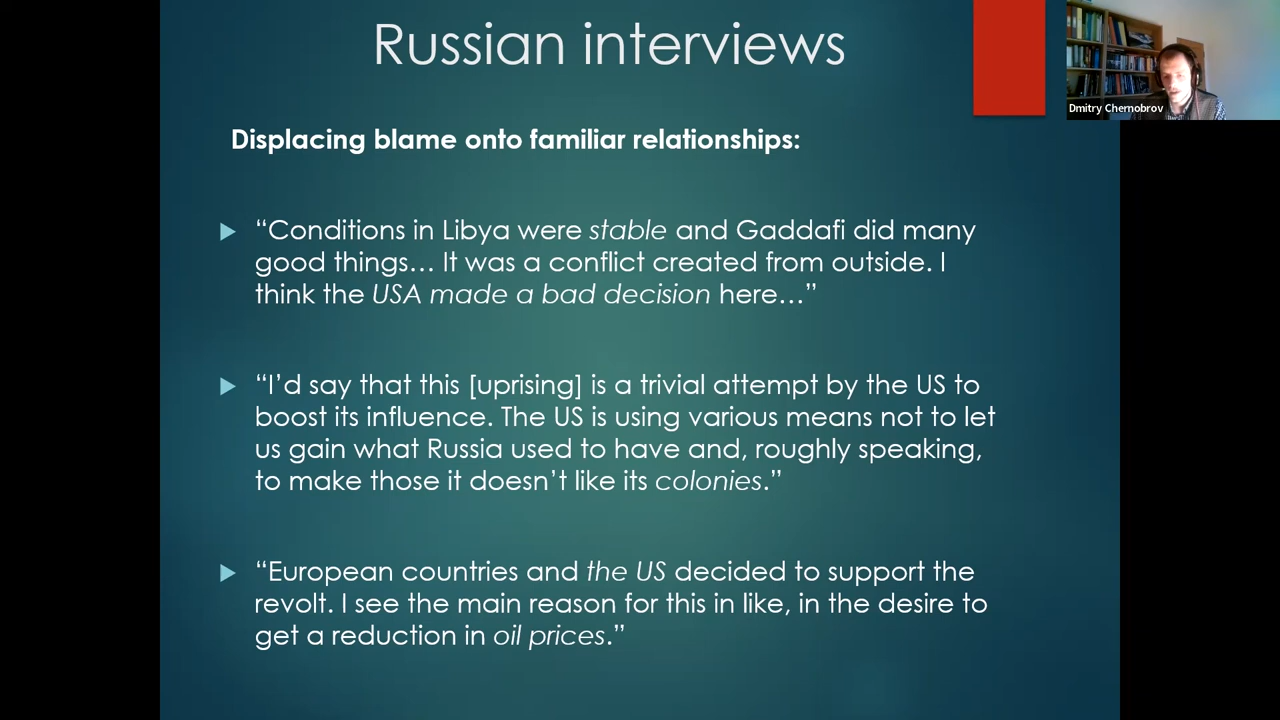 Russian interviews
Dmitry Chernobrov
Displacing blame onto familiar relationships:
“Conditions in Libya were stable and Gaddafi did many
good things… It was a conflict created from outside. I
think the USA made a bad decision here…”
“I’d say that this [uprising] is a trivial attempt by the US to
boost its influence. The US is using various means not to let
us gain what Russia used to have and, roughly speaking,
to make those it doesn’t like its colonies.”
“European countries and the US decided to support the
revolt. I see the main reason for this in like, in the desire to
get a reduction in oil prices.”